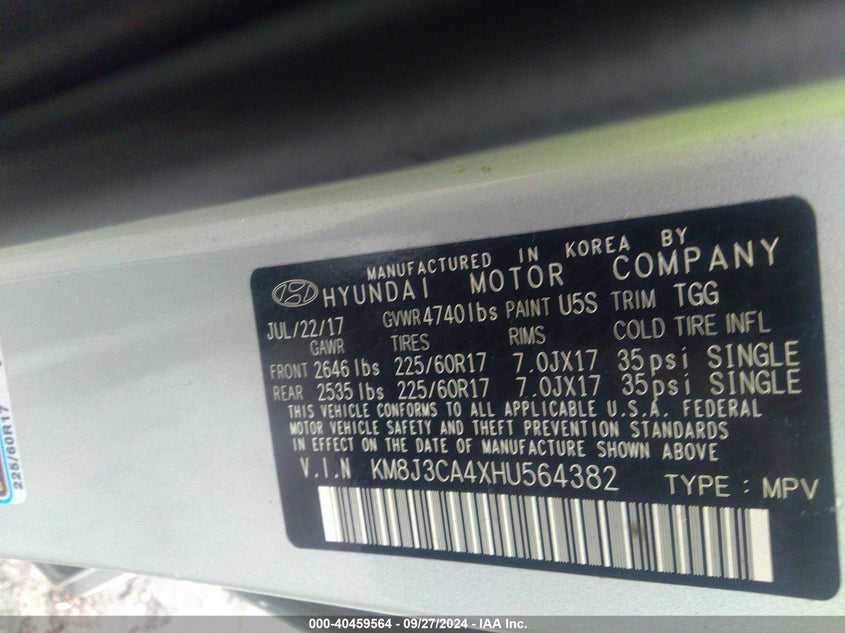 MANUFACTURED IN KOREA BY
HYUNDAI MOTOR COMPANY
JUL/22/17 GVWR 4740 lbs PAINT U5S TRIM TGG
GAWR TIRES RIMS COLD TIRE INFL
FRONT 2646 lbs 225/60R17 7.0JX17 35psi SINGLE
REAR 2535 lbs 225/60R17 7.0JX17 35psi SINGLE
THIS VEHICLE CONFORMS TO ALL APPLICABLE U.S.A. FEDERAL
MOTOR VEHICLE SAFETY AND THEFT PREVENTION STANDARDS
IN EFFECT ON THE DATE OF MANUFACTURE SHOWN ABOVE
V.I.N KM8J3CA4XHU564382 TYPE : MPV
225/60R17
000-40459564 - 09/27/2024 - IAA Inc.